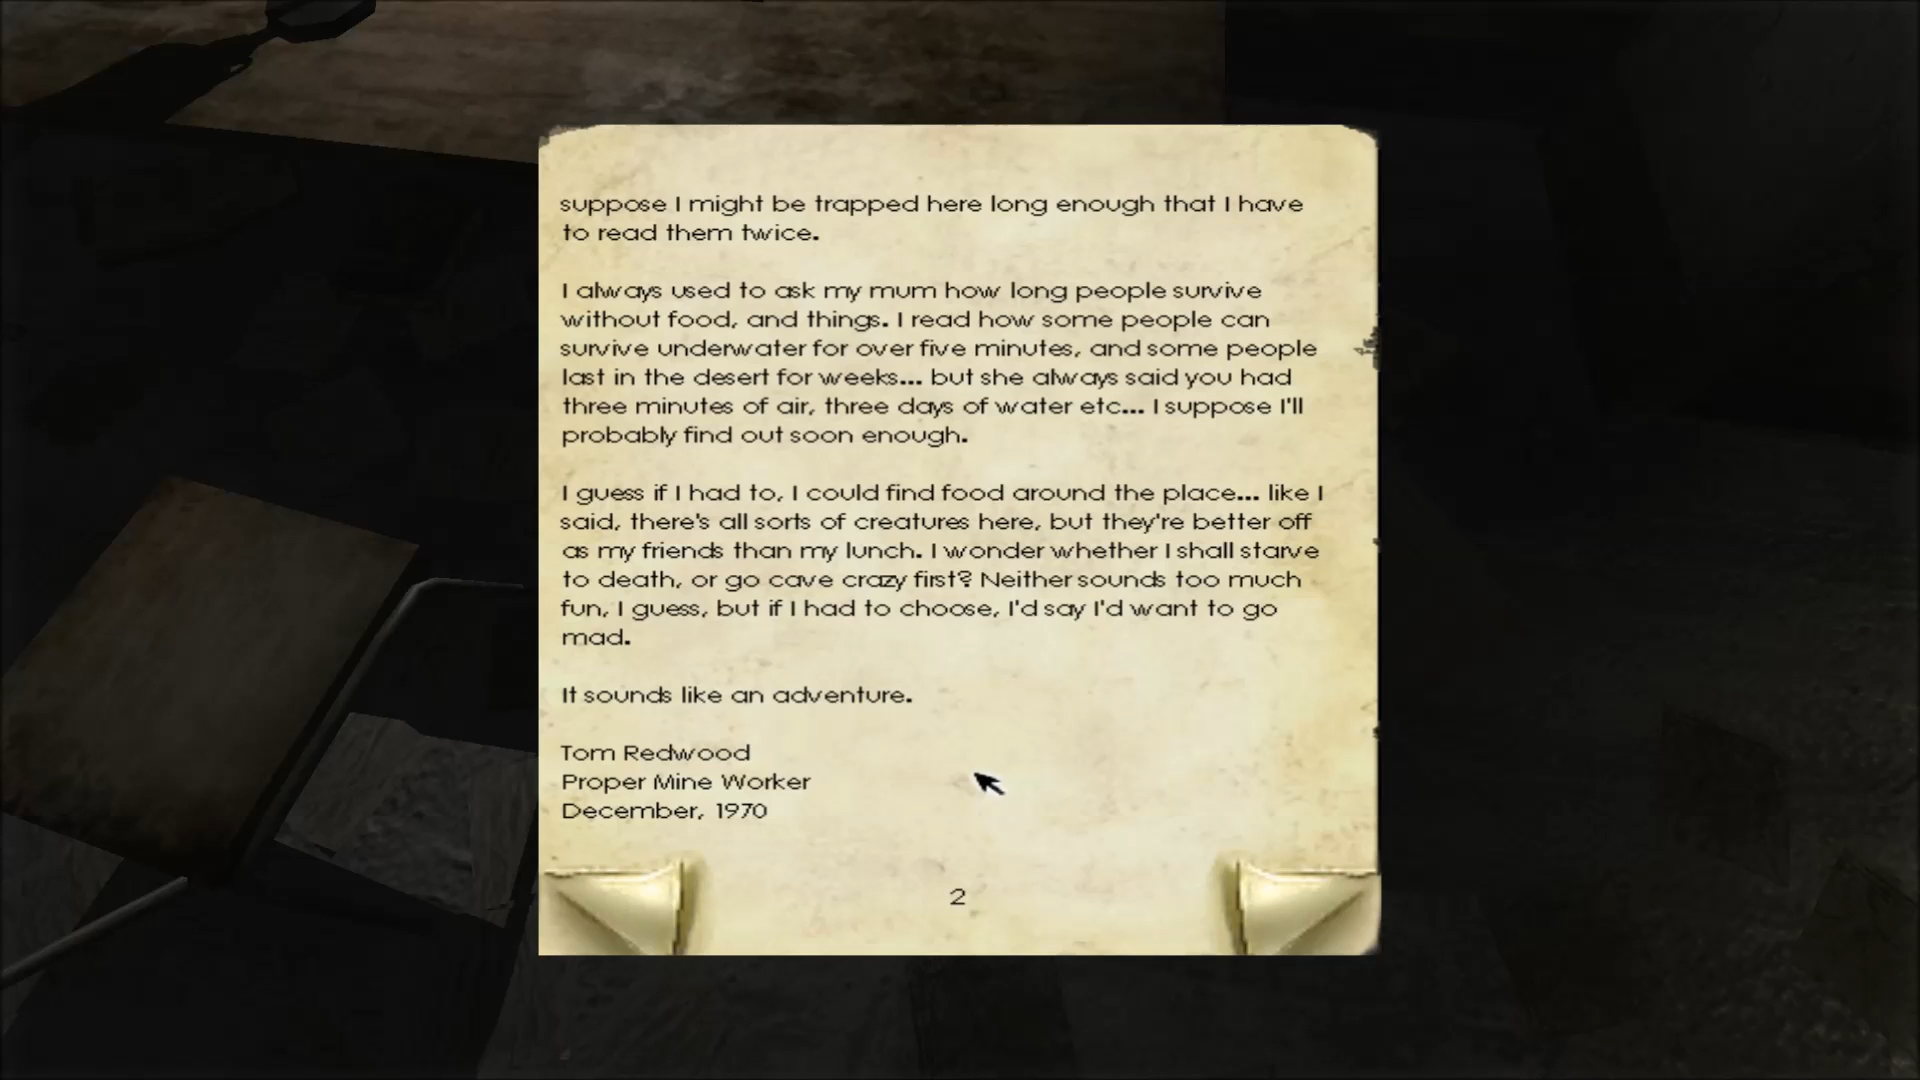 suppose I might be trapped here long enough that I have
to read them twice.
I always used to ask my mum how long people survive
without food, and things. I read how some people can
survive underwater for over five minutes, and some people
last in the desert for weeks... but she always said you had
three minutes of air, three days of water etc... I suppose I'll
probably find out soon enough.
I guess if I had to, I could find food around the place... like I
said, there's all sorts of creatures here, but they're better off
as my friends than my lunch. I wonder whether I shall starve
to death, or go cave crazy first? Neither sounds too much
fun, I guess, but if I had to choose, I'd say I'd want to go
mad.
It sounds like an adventure.
Tom Redwood
Proper Mine Worker
December, 1970
2